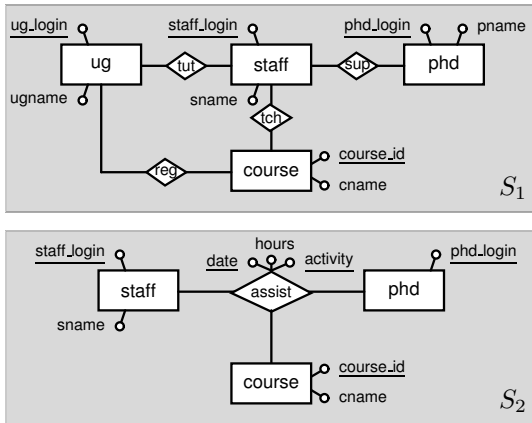 ug_login staff_login phd_login pname
ug tut staff sup phd
ugname sname
tch
reg course course_id
cname
S1
hours
staff_login date activity phd_login
staff assist phd
sname
course course_id
cname
S2